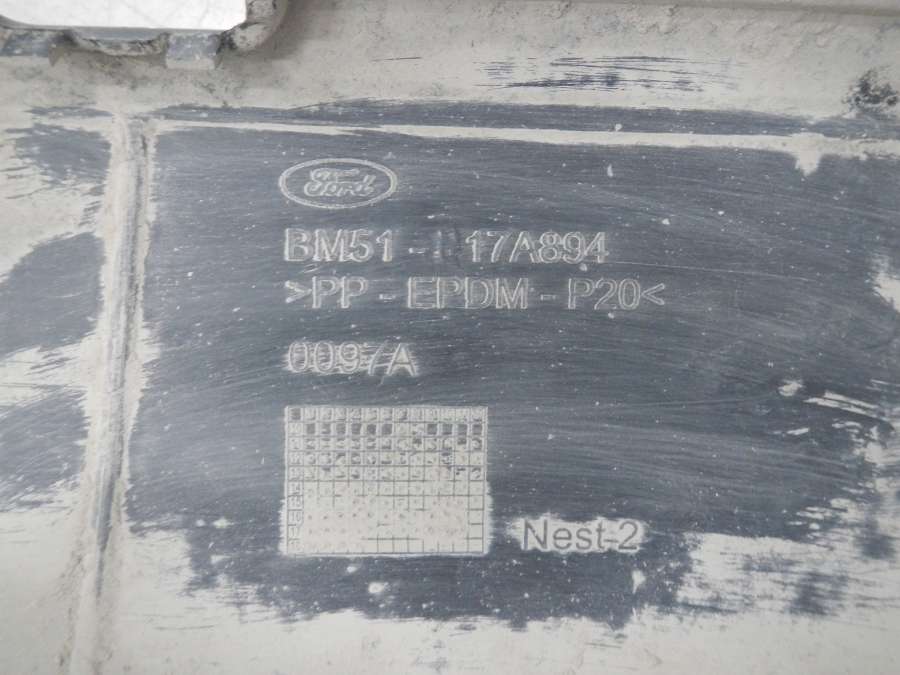 Ford
BM51 - 17A894
>PP - EPDM - P20<
0097A
Nest-2